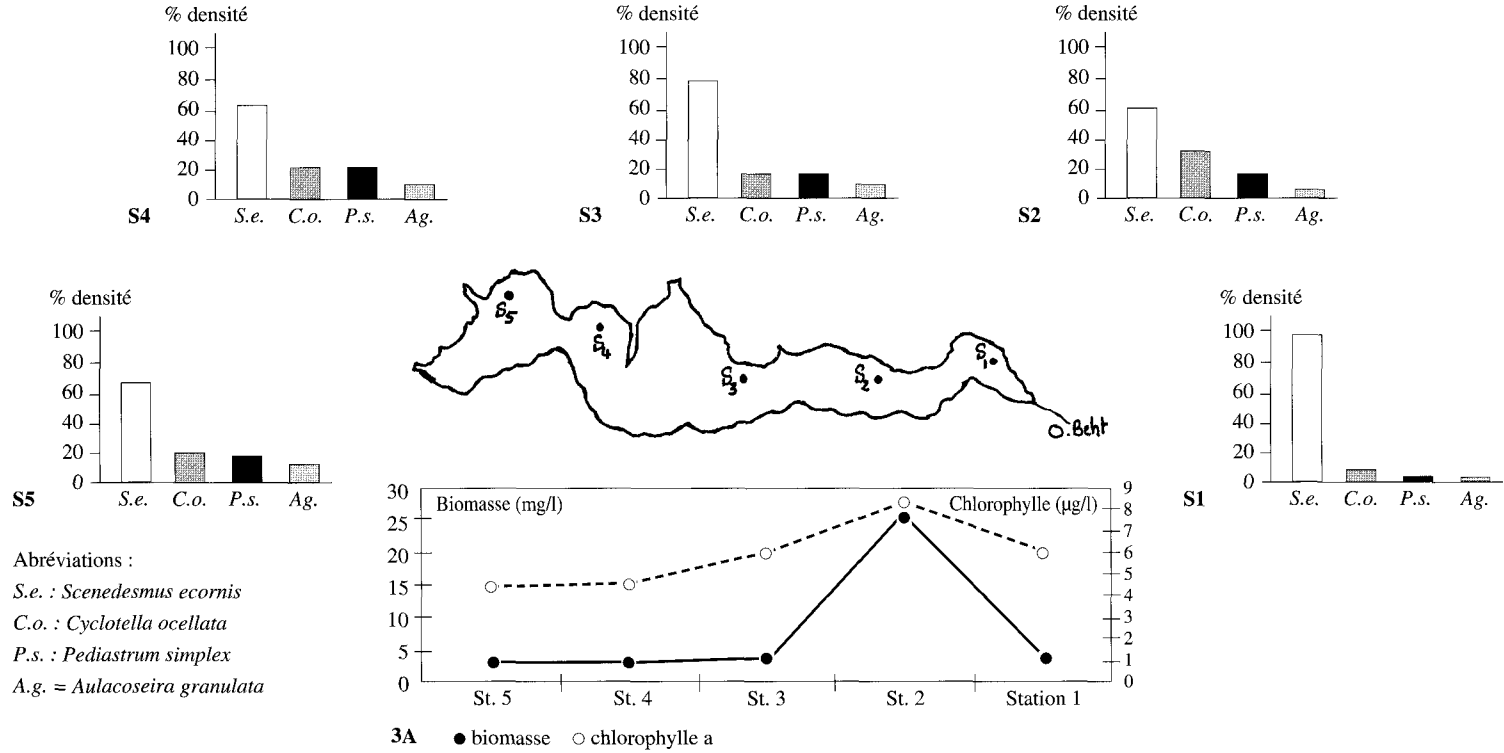 % densité
100
80
60
40
20
0
S4
S.e. C.o. P.s. Ag.
% densité
100
80
60
40
20
0
S3
S.e. C.o. P.s. Ag.
% densité
100
80
60
40
20
0
S2
S.e. C.o. P.s. Ag.
% densité
100
80
60
40
20
0
S5
S.e. C.o. P.s. Ag.
S5
S4
S3
S2
S1
O. Beht
% densité
100
80
60
40
20
0
S1
S.e. C.o. P.s. Ag.
Abréviations :
S.e. : Scenedesmus ecornis
C.o. : Cyclotella ocellata
P.s. : Pediastrum simplex
A.g. = Aulacoseira granulata
Biomasse (mg/l)
Chlorophylle (µg/l)
30
25
20
15
10
5
0
9
8
7
6
5
4
3
2
1
0
St. 5 St. 4 St. 3 St. 2 Station 1
3A ● biomasse ○ chlorophylle a